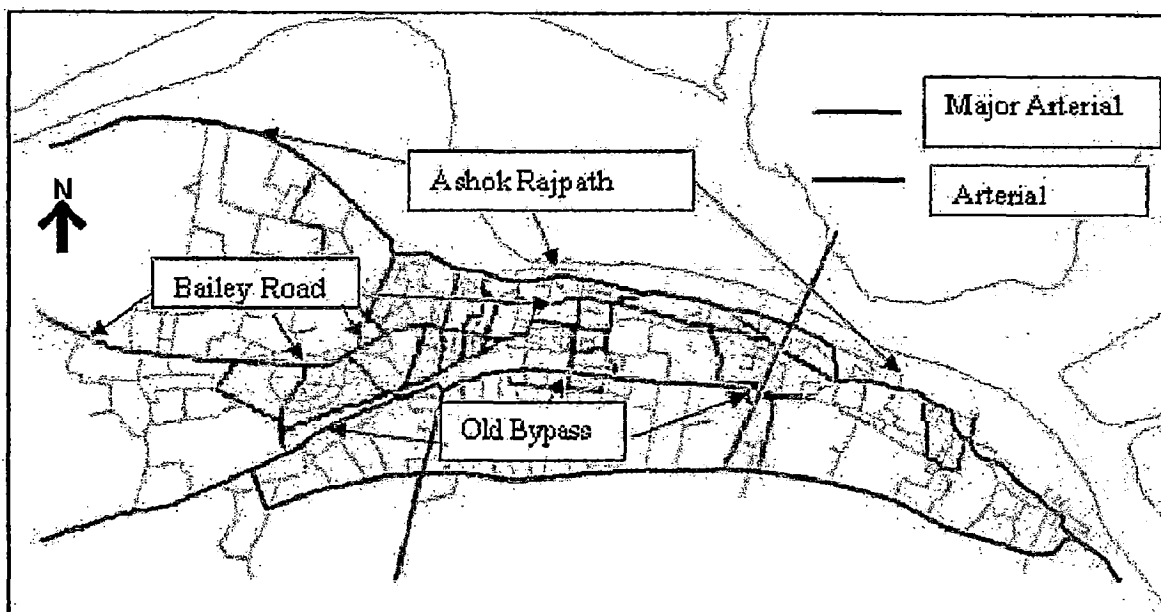 Major Arterial
Ashok Rajpath
Arterial
N
Bailey Road
Old Bypass